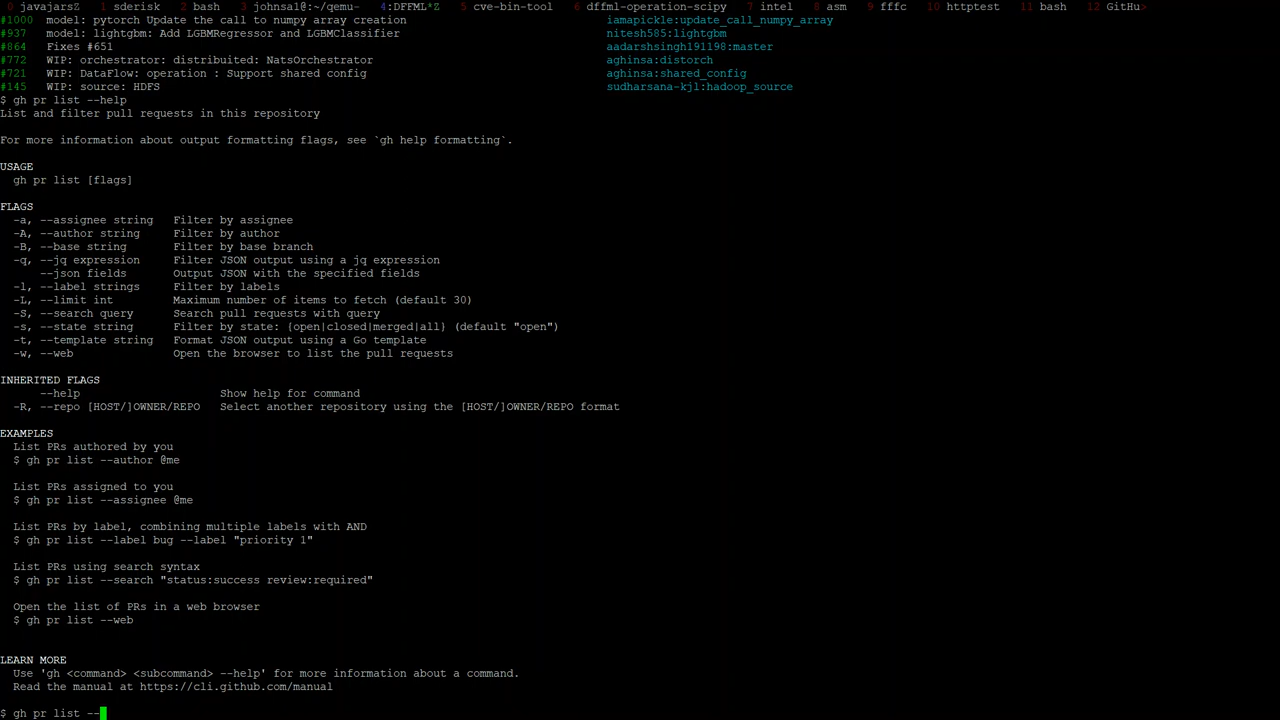 0 javajarsZ 1 sderisk 2 bash 3 johnsa1@:~/qemu- 4:DFFML*Z 5 cve-bin-tool 6 dffml-operation-scipy 7 intel 8 asm 9 fffc 10 httptest 11 bash 12 GitHu>
#1000 model: pytorch Update the call to numpy array creation iamapickle:update_call_numpy_array
#937 model: lightgbm: Add LGBMRegressor and LGBMClassifier nitesh585:lightgbm
#864 Fixes #651 aadarshsingh191198:master
#772 WIP: orchestrator: distribuited: NatsOrchestrator aghinsa:distorch
#721 WIP: DataFlow: operation : Support shared config aghinsa:shared_config
#145 WIP: source: HDFS sudharsana-kjl:hadoop_source
$ gh pr list --help
List and filter pull requests in this repository
For more information about output formatting flags, see `gh help formatting`.
USAGE
gh pr list [flags]
FLAGS
-a, --assignee string Filter by assignee
-A, --author string Filter by author
-B, --base string Filter by base branch
-q, --jq expression Filter JSON output using a jq expression
--json fields Output JSON with the specified fields
-l, --label strings Filter by labels
-L, --limit int Maximum number of items to fetch (default 30)
-S, --search query Search pull requests with query
-s, --state string Filter by state: {open|closed|merged|all} (default "open")
-t, --template string Format JSON output using a Go template
-w, --web Open the browser to list the pull requests
INHERITED FLAGS
--help Show help for command
-R, --repo [HOST/]OWNER/REPO Select another repository using the [HOST/]OWNER/REPO format
EXAMPLES
List PRs authored by you
$ gh pr list --author @me
List PRs assigned to you
$ gh pr list --assignee @me
List PRs by label, combining multiple labels with AND
$ gh pr list --label bug --label "priority 1"
List PRs using search syntax
$ gh pr list --search "status:success review:required"
Open the list of PRs in a web browser
$ gh pr list --web
LEARN MORE
Use 'gh <command> <subcommand> --help' for more information about a command.
Read the manual at https://cli.github.com/manual
$ gh pr list --